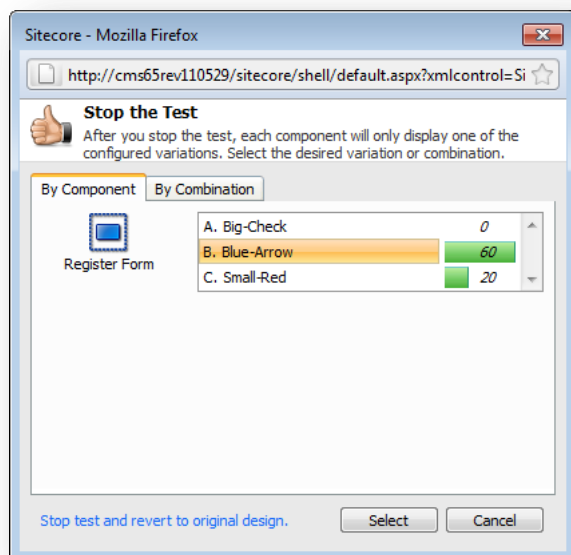 Sitecore - Mozilla Firefox
http://cms65rev110529/sitecore/shell/default.aspx?xmlcontrol=Si
Stop the Test
After you stop the test, each component will only display one of the
configured variations. Select the desired variation or combination.
By Component By Combination
Register Form
A. Big-Check 0
B. Blue-Arrow 60
C. Small-Red 20
Stop test and revert to original design. Select Cancel